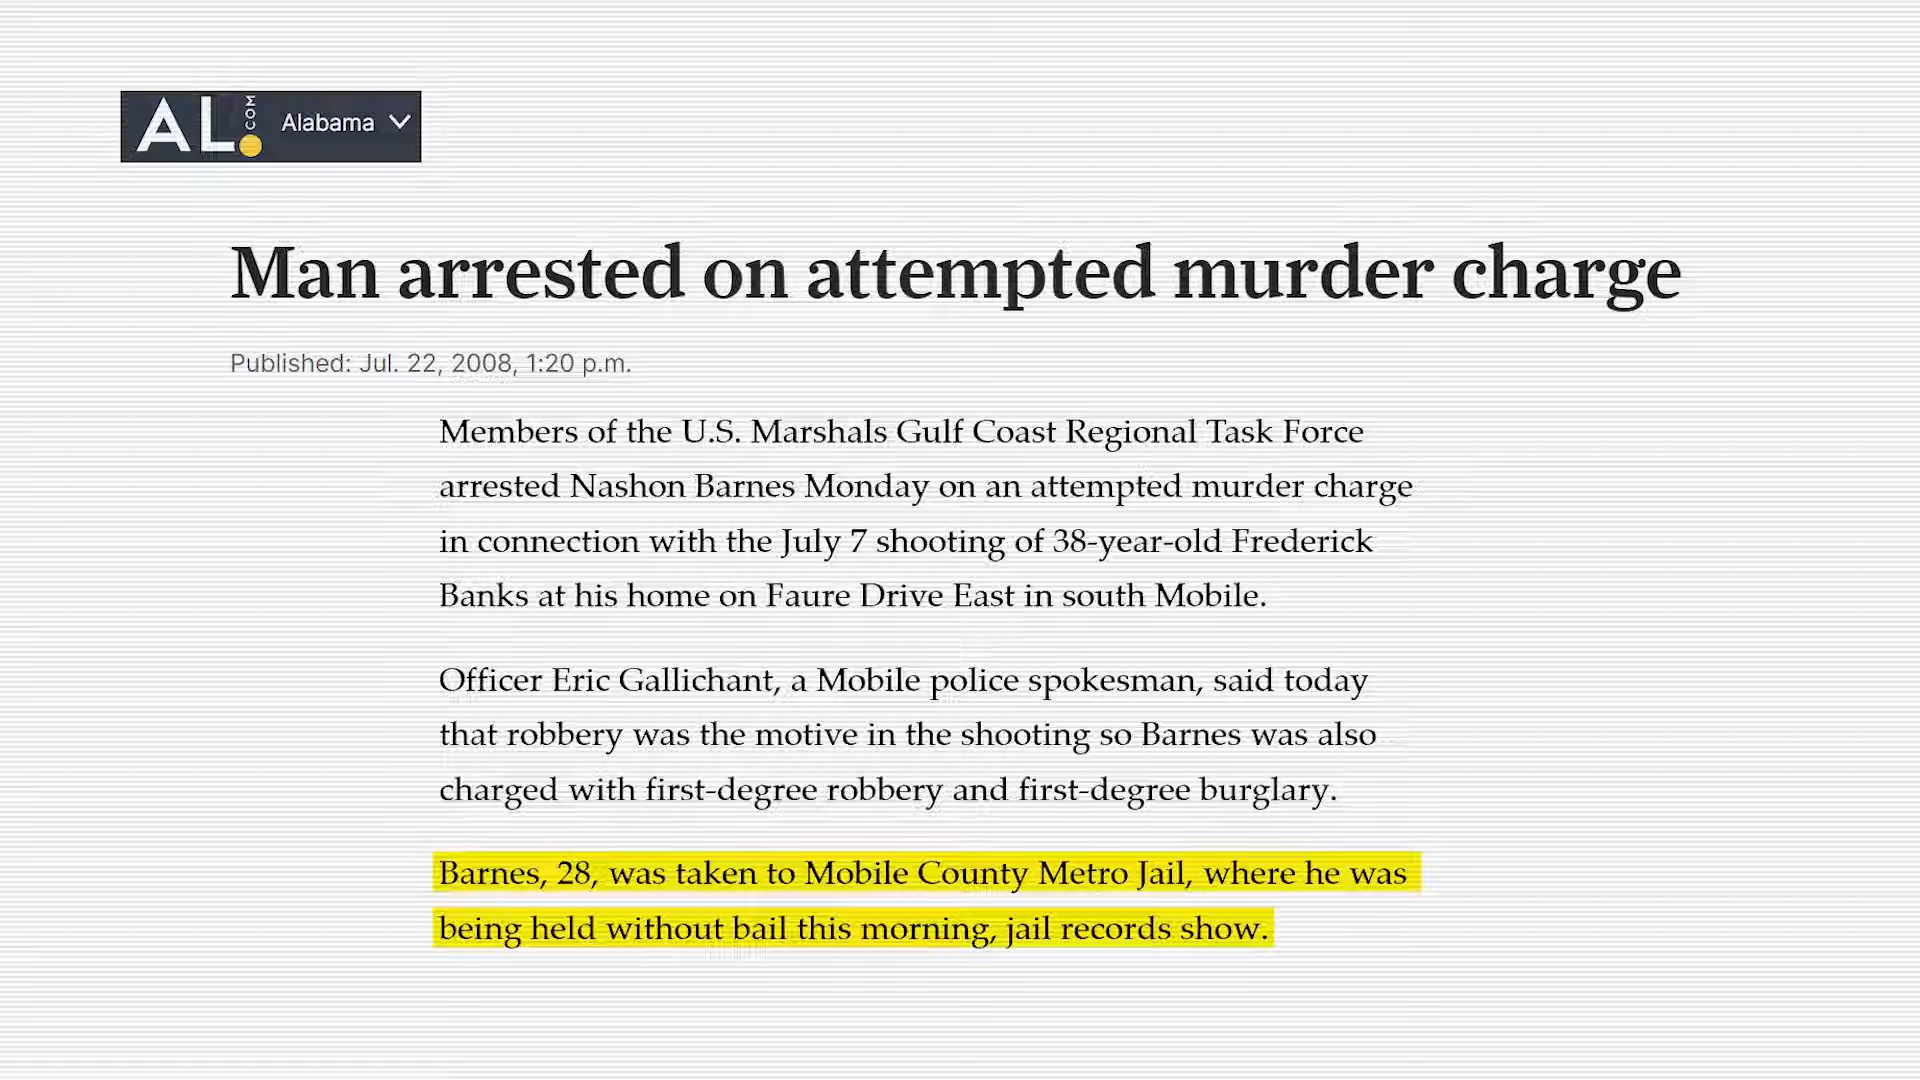 AL.COM Alabama
Man arrested on attempted murder charge
Published: Jul. 22, 2008, 1:20 p.m.
Members of the U.S. Marshals Gulf Coast Regional Task Force
arrested Nashon Barnes Monday on an attempted murder charge
in connection with the July 7 shooting of 38-year-old Frederick
Banks at his home on Faure Drive East in south Mobile.
Officer Eric Gallichant, a Mobile police spokesman, said today
that robbery was the motive in the shooting so Barnes was also
charged with first-degree robbery and first-degree burglary.
Barnes, 28, was taken to Mobile County Metro Jail, where he was
being held without bail this morning, jail records show.